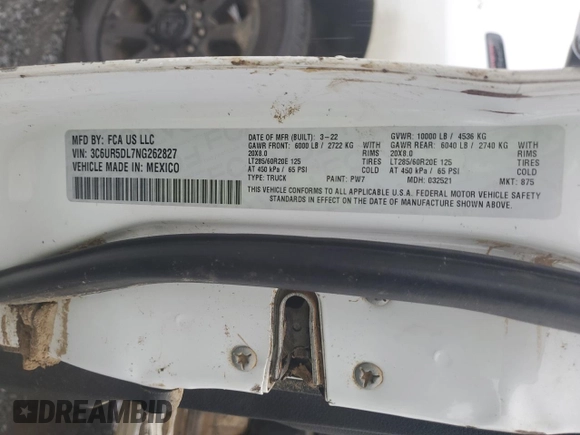 MFD BY: FCA US LLC
VIN: 3C6UR5DL7NG262827
VEHICLE MADE IN: MEXICO
DATE OF MFR (BUILT): 3-22 GVWR: 10000 LB / 4536 KG
GAWR FRONT: 6000 LB / 2722 KG WITH GAWR REAR: 6040 LB / 2740 KG WITH
20X8.0 RIMS 20X8.0 RIMS
LT285/60R20E 125 TIRES LT285/60R20E 125 TIRES
AT 450 kPa / 65 PSI COLD AT 450 kPa / 65 PSI COLD
TYPE: TRUCK PAINT: PW7 MDH: 032521 MKT: 875
THIS VEHICLE CONFORMS TO ALL APPLICABLE U.S.A. FEDERAL MOTOR VEHICLE SAFETY
STANDARDS IN EFFECT ON THE DATE OF MANUFACTURE SHOWN ABOVE.
DREAMBID